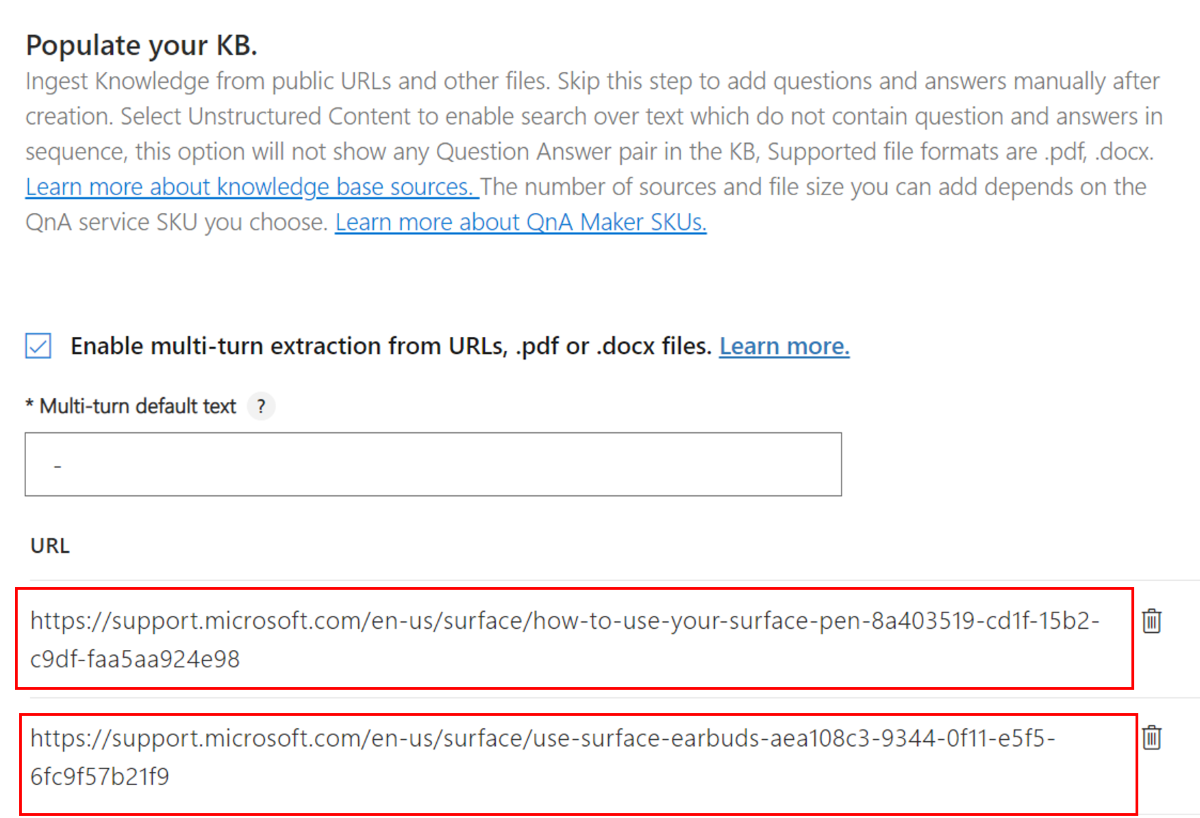 Populate your KB.
Ingest Knowledge from public URLs and other files. Skip this step to add questions and answers manually after
creation. Select Unstructured Content to enable search over text which do not contain question and answers in
sequence, this option will not show any Question Answer pair in the KB, Supported file formats are .pdf, .docx.
Learn more about knowledge base sources. The number of sources and file size you can add depends on the
QnA service SKU you choose. Learn more about QnA Maker SKUs.
Enable multi-turn extraction from URLs, .pdf or .docx files. Learn more.
* Multi-turn default text ?
-
URL
https://support.microsoft.com/en-us/surface/how-to-use-your-surface-pen-8a403519-cd1f-15b2-
c9df-faa5aa924e98
https://support.microsoft.com/en-us/surface/use-surface-earbuds-aea108c3-9344-0f11-e5f5-
6fc9f57b21f9